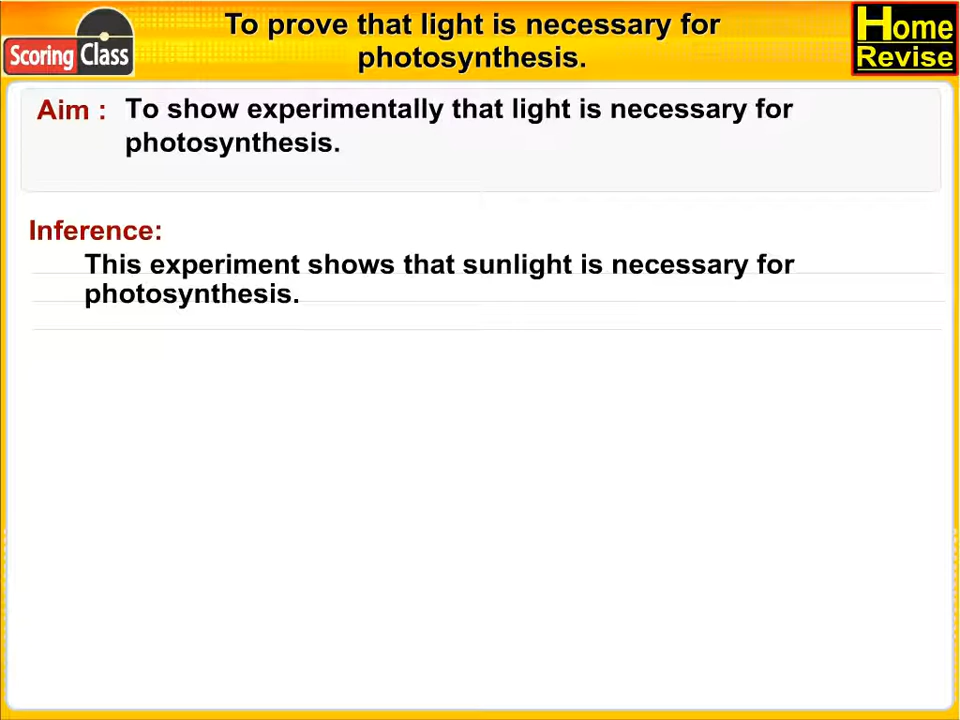 To prove that light is necessary for
photosynthesis.
Scoring Class
Home
Revise
Aim : To show experimentally that light is necessary for
photosynthesis.
Inference:
This experiment shows that sunlight is necessary for
photosynthesis.